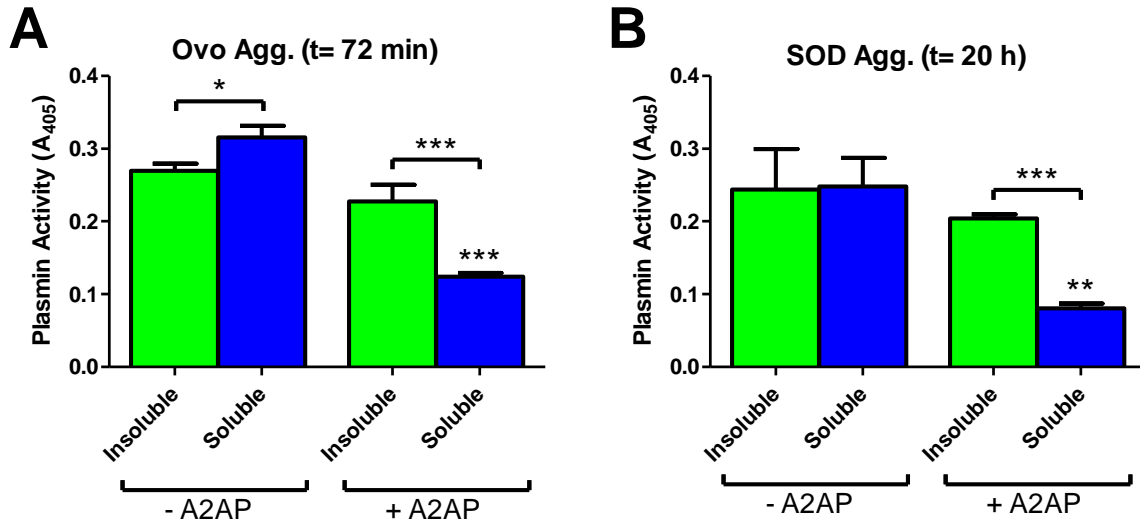 A
Ovo Agg. (t= 72 min)
Plasmin Activity (A405)
0.4
0.3
0.2
0.1
0.0
*
***
***
Insoluble
Soluble
Insoluble
Soluble
- A2AP
+ A2AP
B
SOD Agg. (t= 20 h)
Plasmin Activity (A405)
0.4
0.3
0.2
0.1
0.0
***
**
Insoluble
Soluble
Insoluble
Soluble
- A2AP
+ A2AP